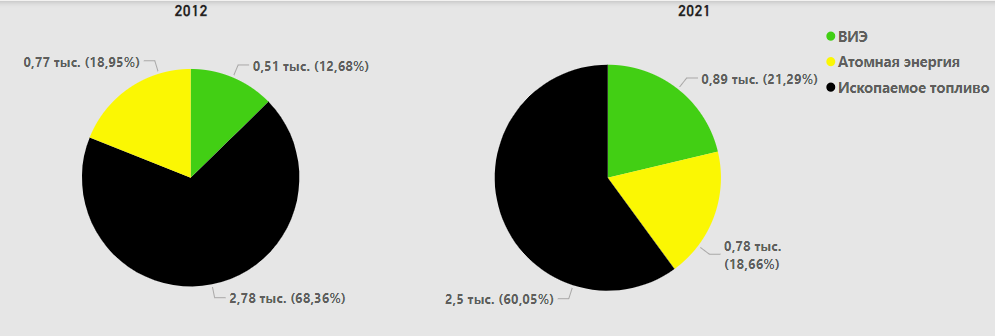 2012
0,77 тыс. (18,95%)
0,51 тыс. (12,68%)
2,78 тыс. (68,36%)
2021
0,89 тыс. (21,29%)
0,78 тыс.
(18,66%)
2,5 тыс. (60,05%)
ВИЭ
Атомная энергия
Ископаемое топливо